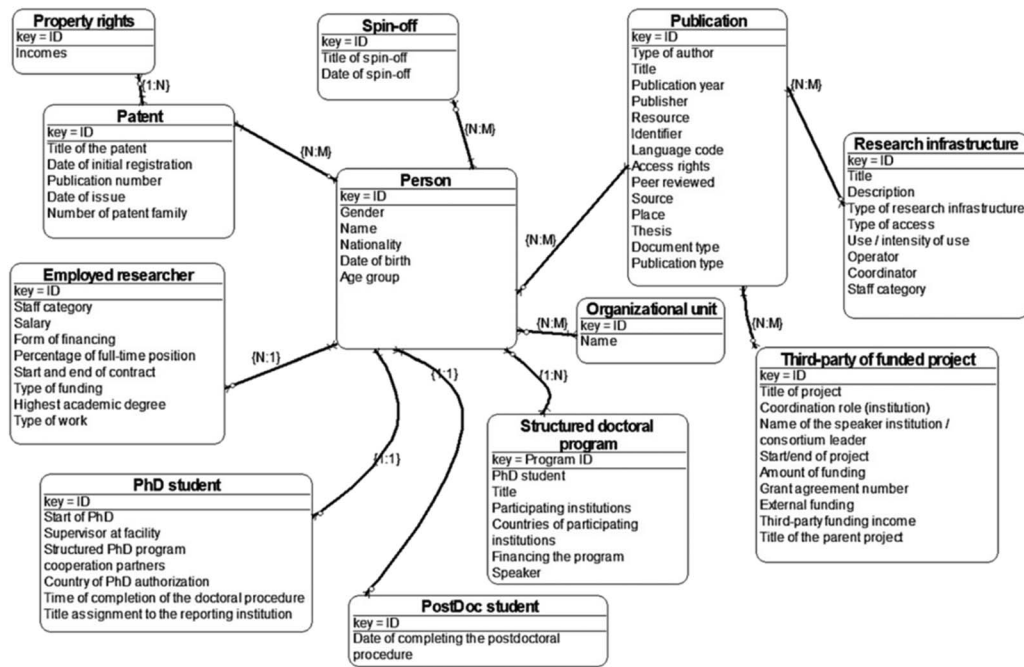 Property rights
key = ID
Incomes
{1:N}
Patent
key = ID
Title of the patent
Date of initial registration
Publication number
Date of issue
Number of patent family
{N:M}
Spin-off
key = ID
Title of spin-off
Date of spin-off
{N:M}
Publication
key = ID
Type of author
Title
Publication year
Publisher
Resource
Identifier
Language code
Access rights
Peer reviewed
Source
Place
Thesis
Document type
Publication type
{N:M}
Research infrastructure
key = ID
Title
Description
Type of research infrastructure
Type of access
Use / intensity of use
Operator
Coordinator
Staff category
Person
key = ID
Gender
Name
Nationality
Date of birth
Age group
{N:M}
Employed researcher
key = ID
Staff category
Salary
Form of financing
Percentage of full-time position
Start and end of contract
Type of funding
Highest academic degree
Type of work
{N:1}
{N:M}
Organizational unit
key = ID
Name
{N:M}
Third-party of funded project
key = ID
Title of project
Coordination role (institution)
Name of the speaker institution /
consortium leader
Start/end of project
Amount of funding
Grant agreement number
External funding
Third-party funding income
Title of the parent project
{1:1}
{1:N}
Structured doctoral
program
key = Program ID
PhD student
Title
Participating institutions
Countries of participating
institutions
Financing the program
Speaker
{1:1}
PhD student
key = ID
Start of PhD
Supervisor at facility
Structured PhD program
cooperation partners
Country of PhD authorization
Time of completion of the doctoral procedure
Title assignment to the reporting institution
PostDoc student
key = ID
Date of completing the postdoctoral
procedure